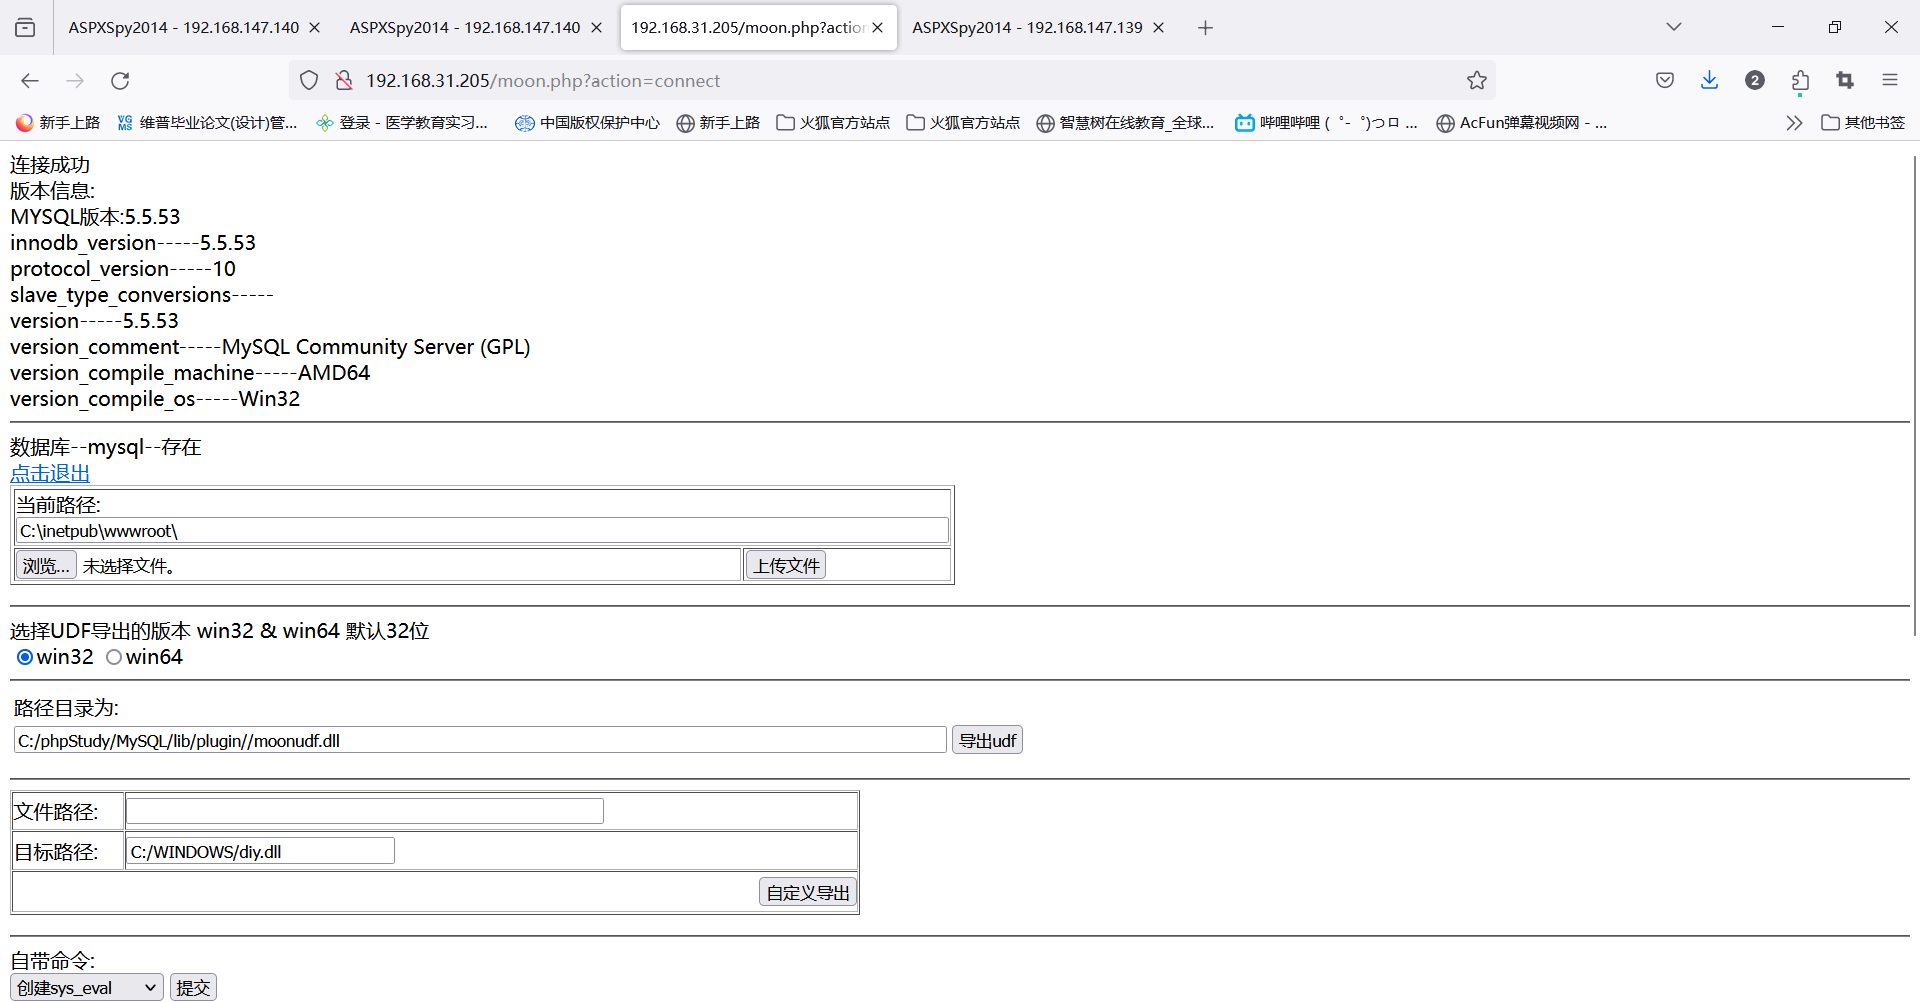 ASPXSpy2014 - 192.168.147.140
ASPXSpy2014 - 192.168.147.140
192.168.31.205/moon.php?action
ASPXSpy2014 - 192.168.147.139
192.168.31.205/moon.php?action=connect
2
新手上路
维普毕业论文(设计)管...
登录 - 医学教育实习...
中国版权保护中心
新手上路
火狐官方站点
火狐官方站点
智慧树在线教育_全球...
哔哩哔哩 ( ゜- ゜)つロ ...
AcFun弹幕视频网 - ...
其他书签
连接成功
版本信息:
MYSQL版本:5.5.53
innodb_version-----5.5.53
protocol_version-----10
slave_type_conversions-----
version-----5.5.53
version_comment-----MySQL Community Server (GPL)
version_compile_machine-----AMD64
version_compile_os-----Win32
数据库--mysql--存在
点击退出
当前路径:
C:\inetpub\wwwroot\
浏览... 未选择文件。 上传文件
选择UDF导出的版本 win32 & win64 默认32位
win32 win64
路径目录为:
C:/phpStudy/MySQL/lib/plugin//moonudf.dll 导出udf
文件路径:
目标路径: C:/WINDOWS/diy.dll
自定义导出
自带命令:
创建sys_eval 提交